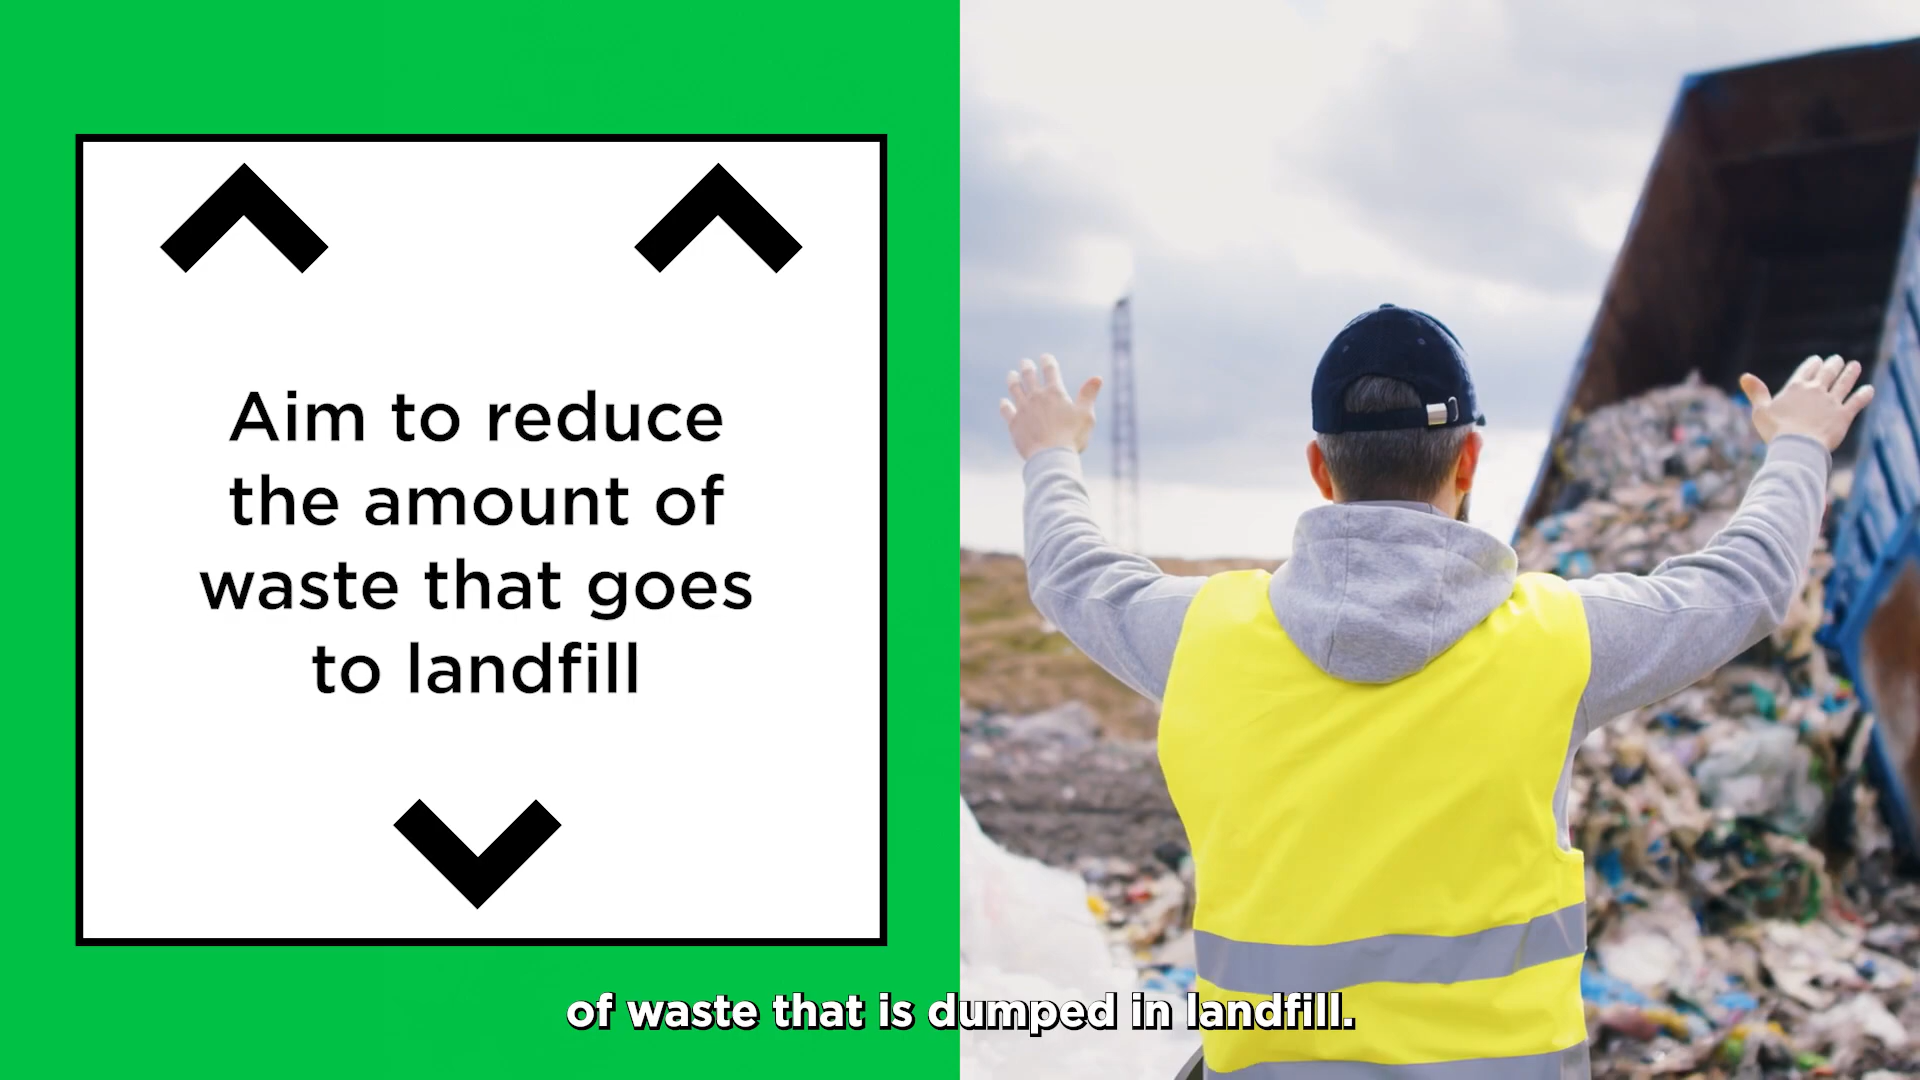 Aim to reduce
the amount of
waste that goes
to landfill
of waste that is dumped in landfill.